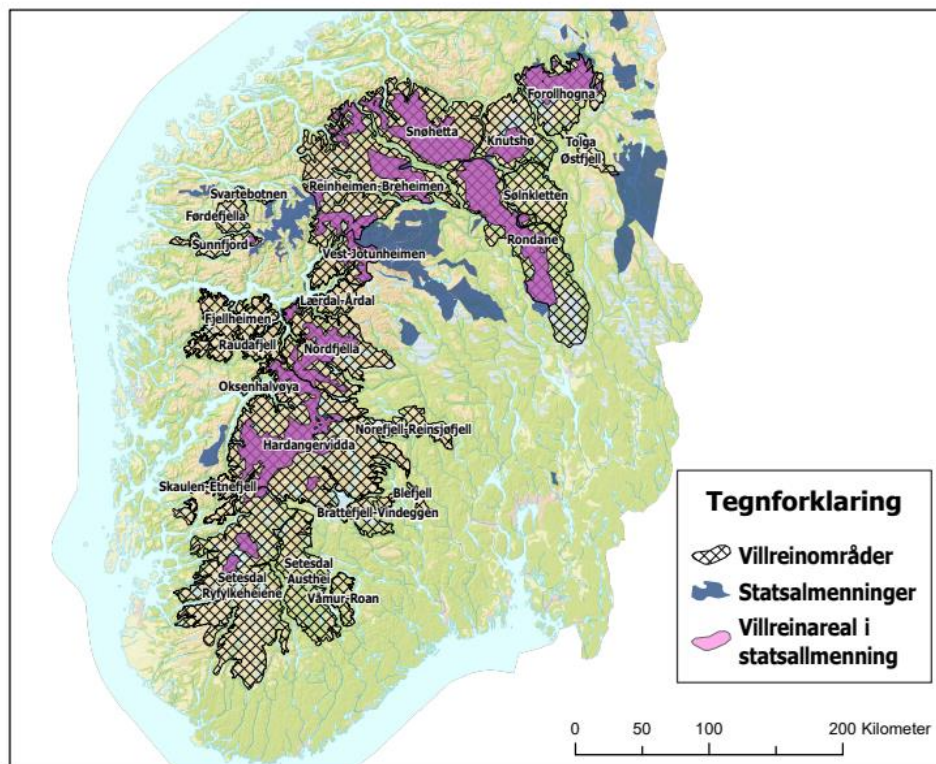 Forollhogna
Snøhetta
Knutshø
Tolga
Østfjell
Reinheimen-Breheimen
Sølnkletten
Svartebotnen
Førdefjella
Sunnfjord
Rondane
Vest-Jotunheimen
Lærdal-Årdal
Fjellheimen
Raudafjell
Nordfjella
Oksenhalvøya
Norefjell-Reinsjøfjell
Hardangervidda
Skaulen-Etnefjell
Blefjell
Brattefjell-Vindeggen
Setesdal
Austhei
Setesdal
Ryfylkeheiene
Våmur-Roan
Tegnforklaring
Villreinområder
Statsalmenninger
Villreinareal i
statsallmenning
0 50 100 200 Kilometer